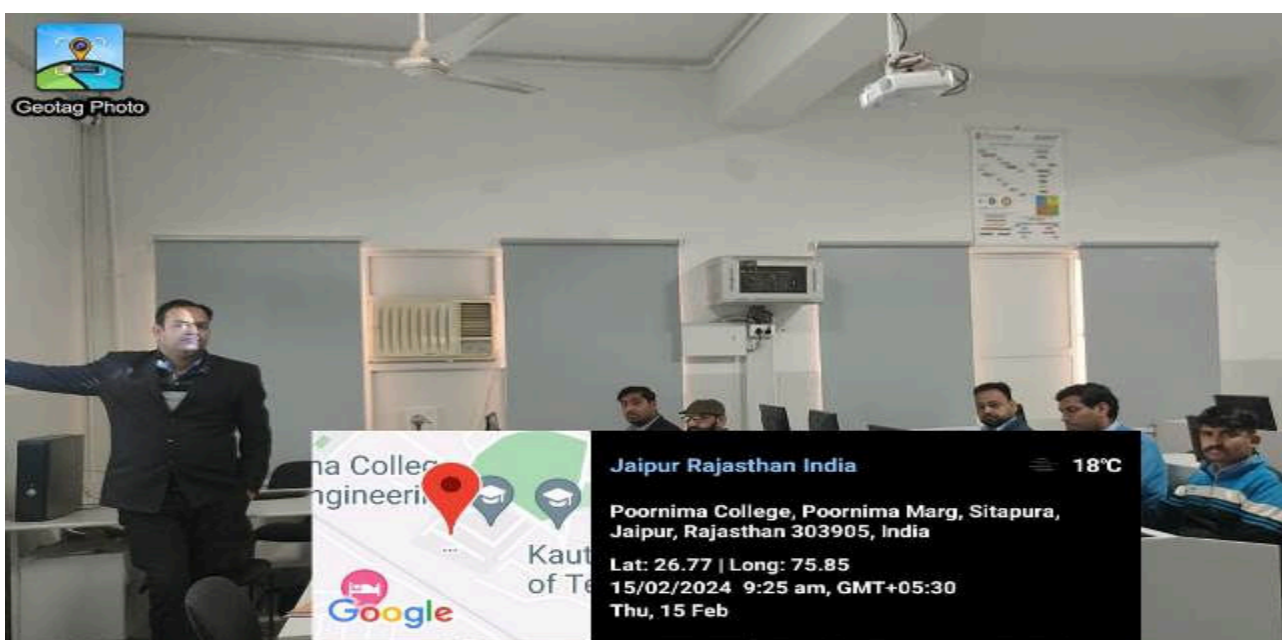 Geotag Photo
na Colleg
ngineeri
Kaut
of Te
Google
Jaipur Rajasthan India
18°C
Poornima College, Poornima Marg, Sitapura,
Jaipur, Rajasthan 303905, India
Lat: 26.77 | Long: 75.85
15/02/2024 9:25 am, GMT+05:30
Thu, 15 Feb